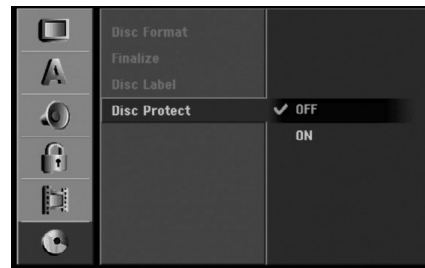 A
Disc Format
Finalize
Disc Label
Disc Protect
✔ OFF
ON